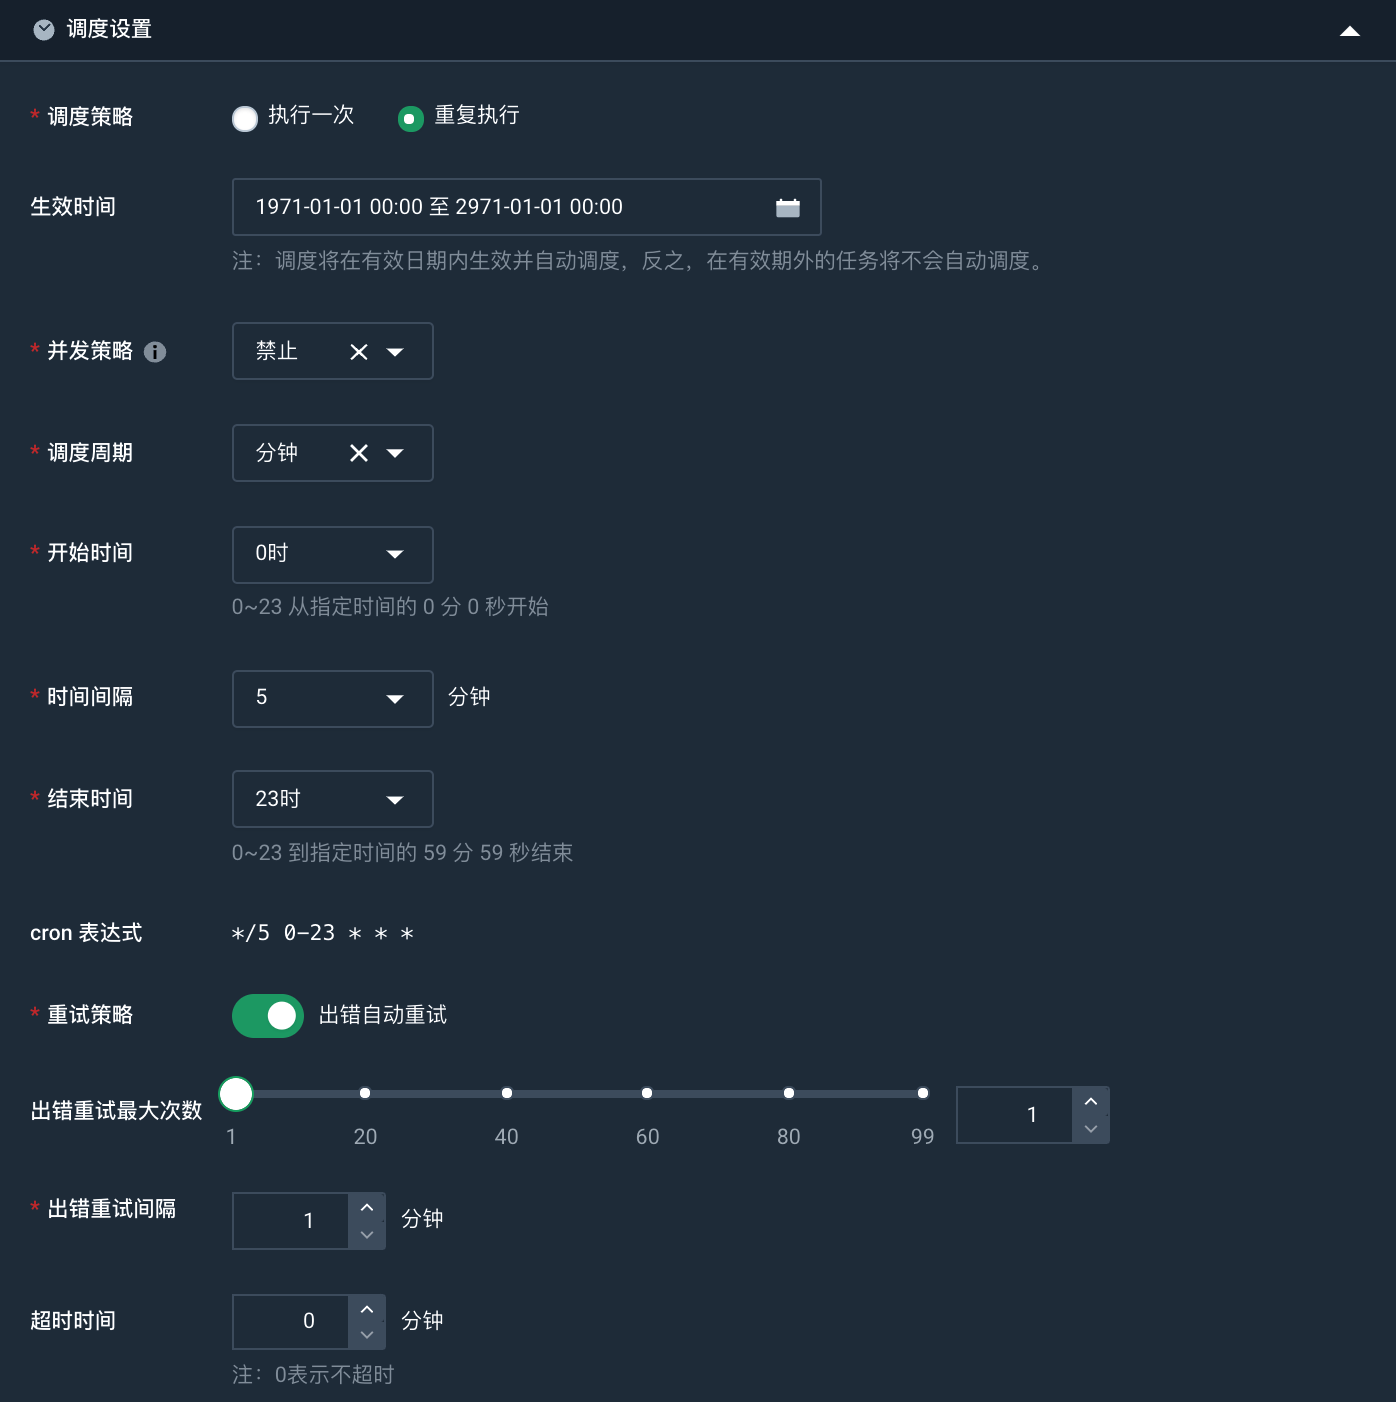 调度设置
* 调度策略 执行一次 重复执行
生效时间 1971-01-01 00:00 至 2971-01-01 00:00
注：调度将在有效日期内生效并自动调度，反之，在有效期外的任务将不会自动调度。
* 并发策略 禁止
* 调度周期 分钟
* 开始时间 0时
0~23 从指定时间的 0 分 0 秒开始
* 时间间隔 5 分钟
* 结束时间 23时
0~23 到指定时间的 59 分 59 秒结束
cron 表达式 */5 0-23 * * *
* 重试策略 出错自动重试
出错重试最大次数 1
1 20 40 60 80 99
* 出错重试间隔 1 分钟
超时时间 0 分钟
注：0表示不超时